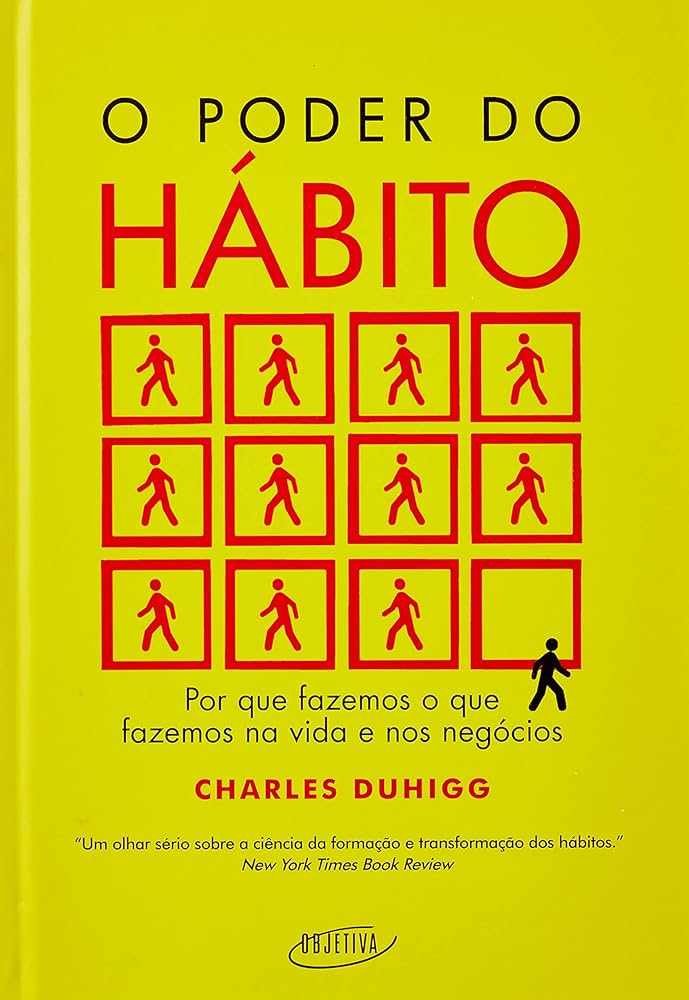 O PODER DO
HÁBITO
Por que fazemos o que
fazemos na vida e nos negócios
CHARLES DUHIGG
“Um olhar sério sobre a ciência da formação e transformação dos hábitos.”
New York Times Book Review
OBJETIVA